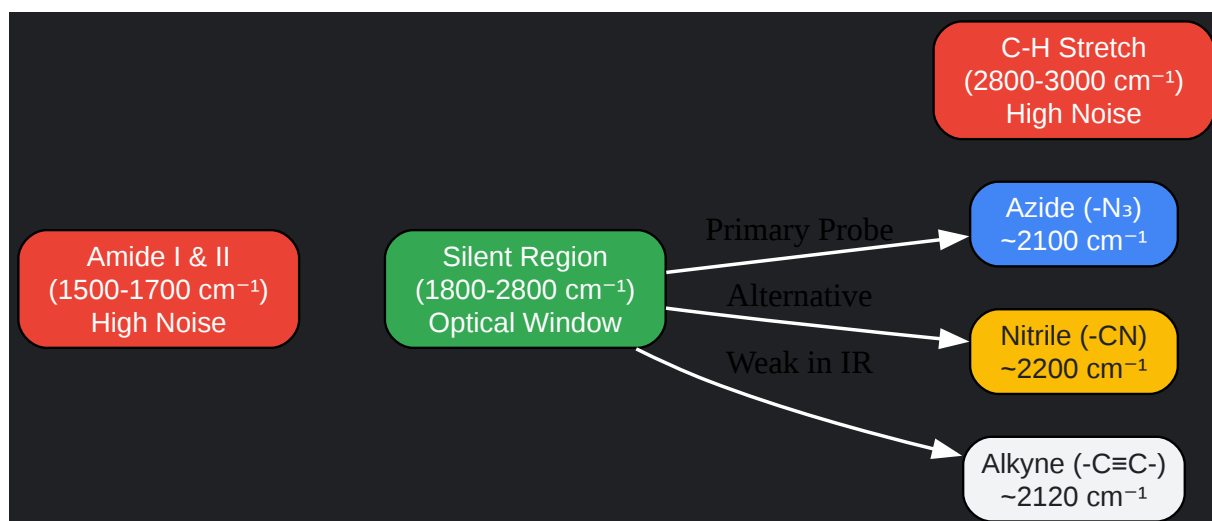 C-H Stretch
(2800-3000 cm⁻¹)
High Noise
Amide I & II
(1500-1700 cm⁻¹)
High Noise
Silent Region
(1800-2800 cm⁻¹)
Optical Window
Primary Probe
Alternative
Weak in IR
Azide (-N₃)
~2100 cm⁻¹
Nitrile (-CN)
~2200 cm⁻¹
Alkyne (-C≡C-)
~2120 cm⁻¹